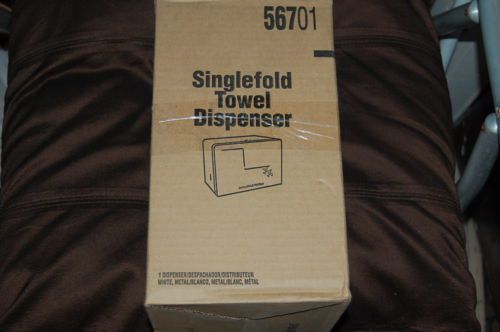 56701
Singlefold
Towel
Dispenser
1 DISPENSER/DESPACHADOR/DISTRIBUTEUR
WHITE, METAL/BLANCO, METAL/BLANC, MÉTAL